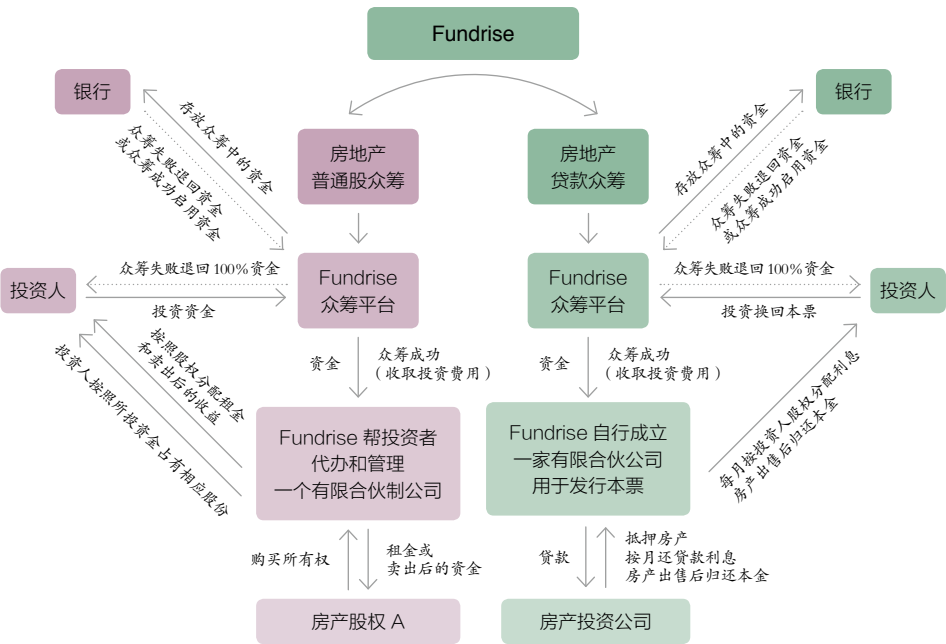 Fundrise
银行
银行
存放众筹中的资金
众筹失败退回资金
或众筹成功启用资金
房地产
普通股众筹
房地产
贷款众筹
存放众筹中的资金
众筹失败退回资金
或众筹成功启用资金
投资人
众筹失败退回100%资金
投资资金
Fundrise
众筹平台
Fundrise
众筹平台
众筹失败退回100%资金
投资换回本票
投资人
资金
众筹成功
（收取投资费用）
资金
众筹成功
（收取投资费用）
按照股权分配租金
和卖出后的收益
投资人按照所投资金占有相应股份
Fundrise 帮投资者
代办和管理
一个有限合伙制公司
Fundrise 自行成立
一家有限合伙公司
用于发行本票
每月按投资人股权分配利息
房产出售后归还本金
购买所有权
租金或
卖出后的资金
贷款
抵押房产
按月还贷款利息
房产出售后归还本金
房产股权 A
房产投资公司